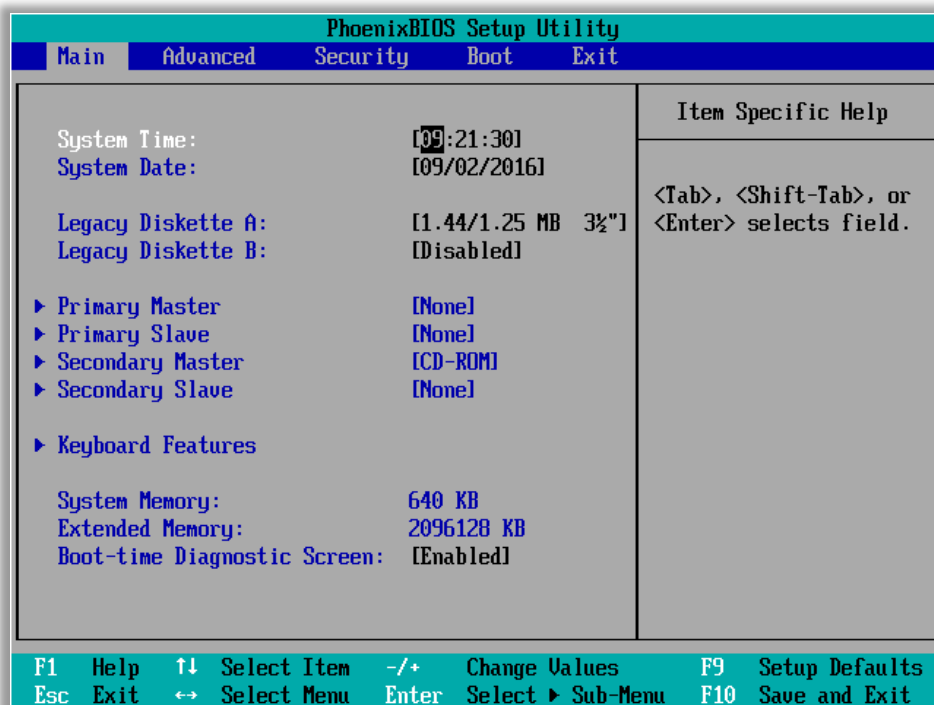 PhoenixBIOS Setup Utility
Main Advanced Security Boot Exit
Item Specific Help
System Time: [09:21:30]
System Date: [09/02/2016]
<Tab>, <Shift-Tab>, or
<Enter> selects field.
Legacy Diskette A: [1.44/1.25 MB 3½"]
Legacy Diskette B: [Disabled]
▶ Primary Master [None]
▶ Primary Slave [None]
▶ Secondary Master [CD-ROM]
▶ Secondary Slave [None]
▶ Keyboard Features
System Memory: 640 KB
Extended Memory: 2096128 KB
Boot-time Diagnostic Screen: [Enabled]
F1 Help ↑↓ Select Item -/+ Change Values F9 Setup Defaults
Esc Exit ↔ Select Menu Enter Select ▶ Sub-Menu F10 Save and Exit